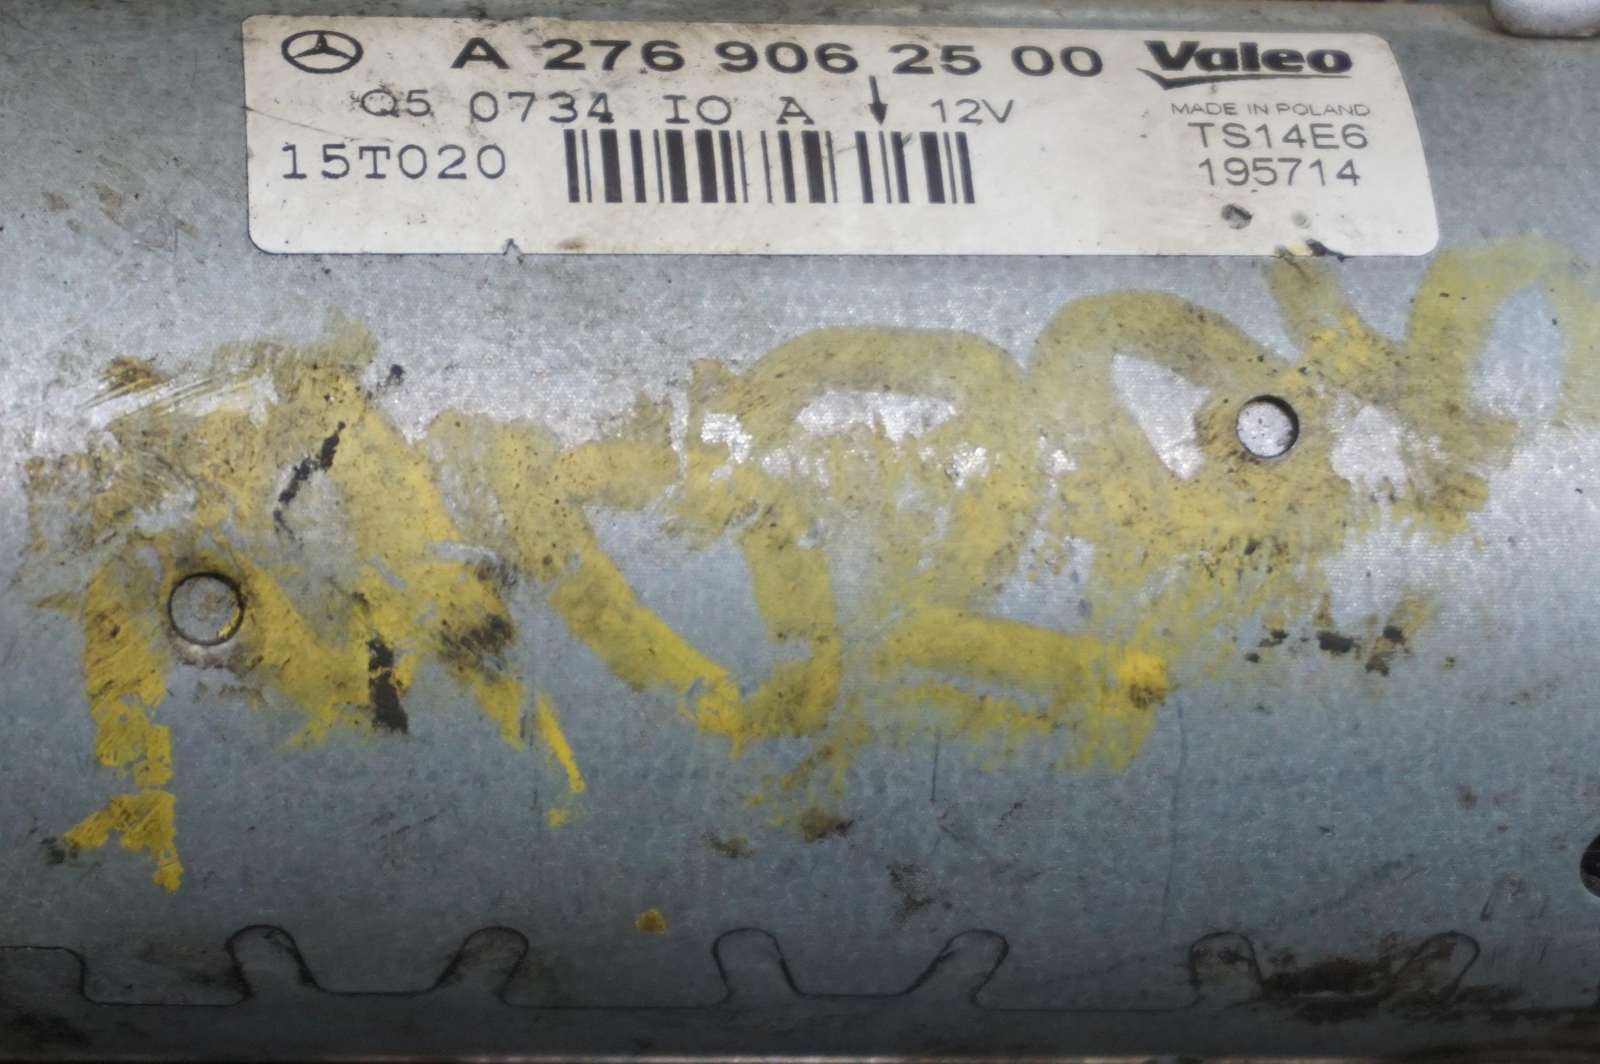 A 276 906 25 00 Valeo
Q5 0734 IO A 12V MADE IN POLAND
15T020 TS14E6
195714